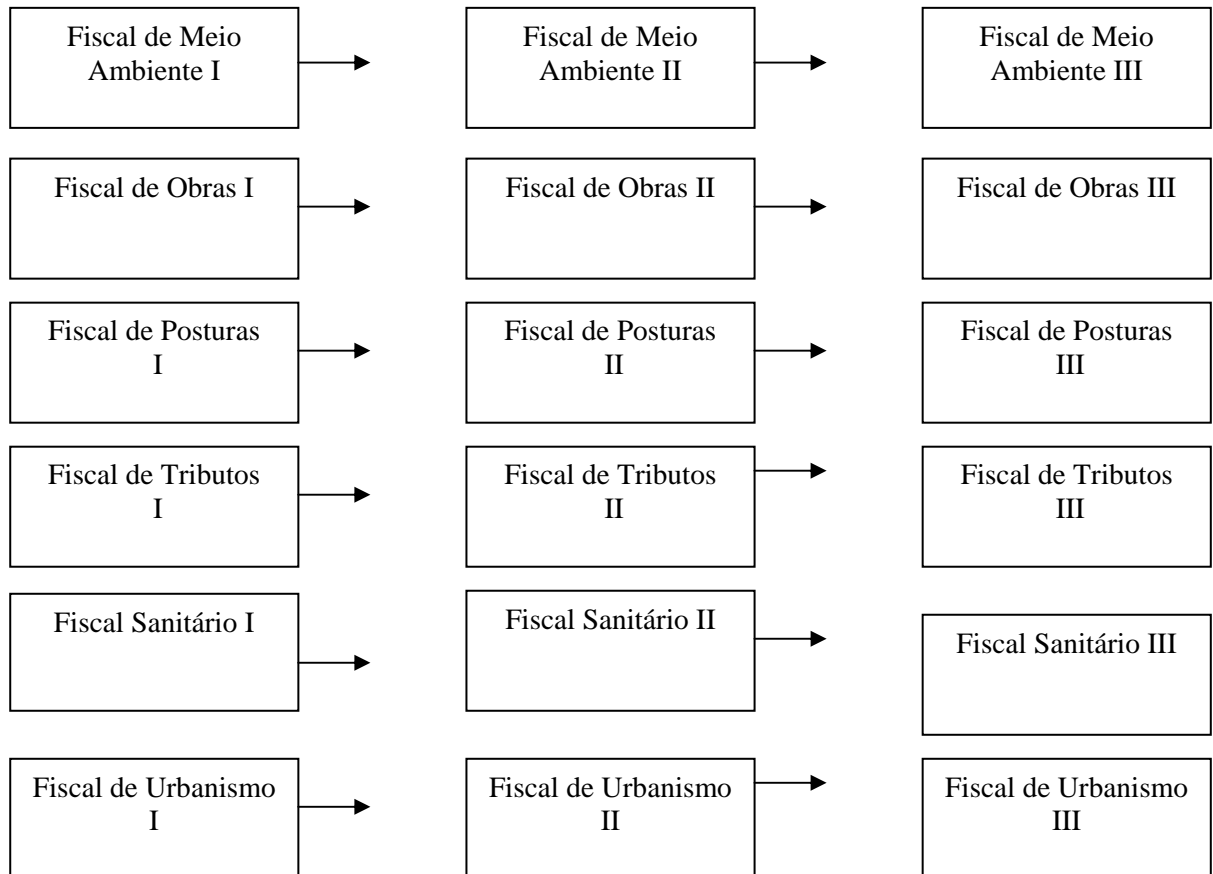 Fiscal de Meio
Ambiente I
Fiscal de Meio
Ambiente II
Fiscal de Meio
Ambiente III
Fiscal de Obras I
Fiscal de Obras II
Fiscal de Obras III
Fiscal de Posturas
I
Fiscal de Posturas
II
Fiscal de Posturas
III
Fiscal de Tributos
I
Fiscal de Tributos
II
Fiscal de Tributos
III
Fiscal Sanitário I
Fiscal Sanitário II
Fiscal Sanitário III
Fiscal de Urbanismo
I
Fiscal de Urbanismo
II
Fiscal de Urbanismo
III